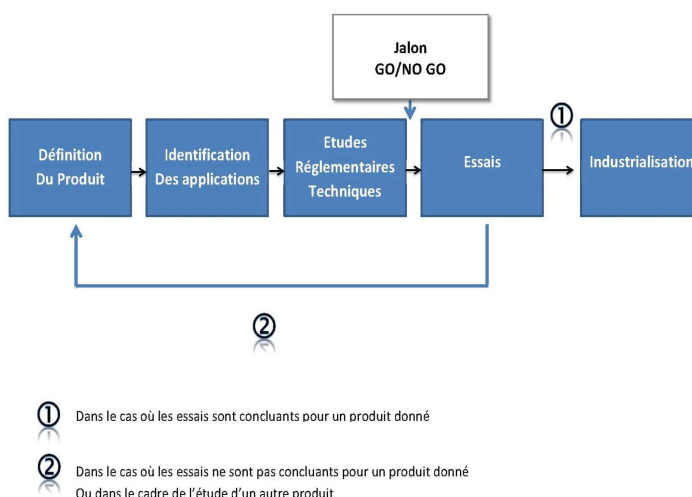 Jalon
GO/NO GO
①
Définition
Du Produit
Identification
Des applications
Etudes
Réglementaires
Techniques
Essais
Industrialisation
②
① Dans le cas où les essais sont concluants pour un produit donné
② Dans le cas où les essais ne sont pas concluants pour un produit donné
Ou dans le cadre de l'étude d'un autre produit